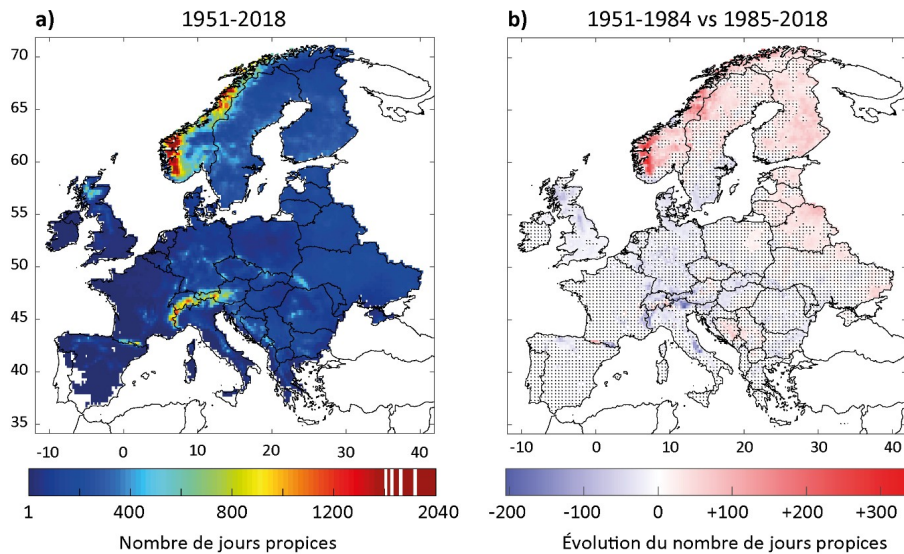 a) 1951-2018
70
65
60
55
50
45
40
35
-10 0 10 20 30 40
1 400 800 1200 2040
Nombre de jours propices
b) 1951-1984 vs 1985-2018
-10 0 10 20 30 40
-200 -100 0 +100 +200 +300
Évolution du nombre de jours propices